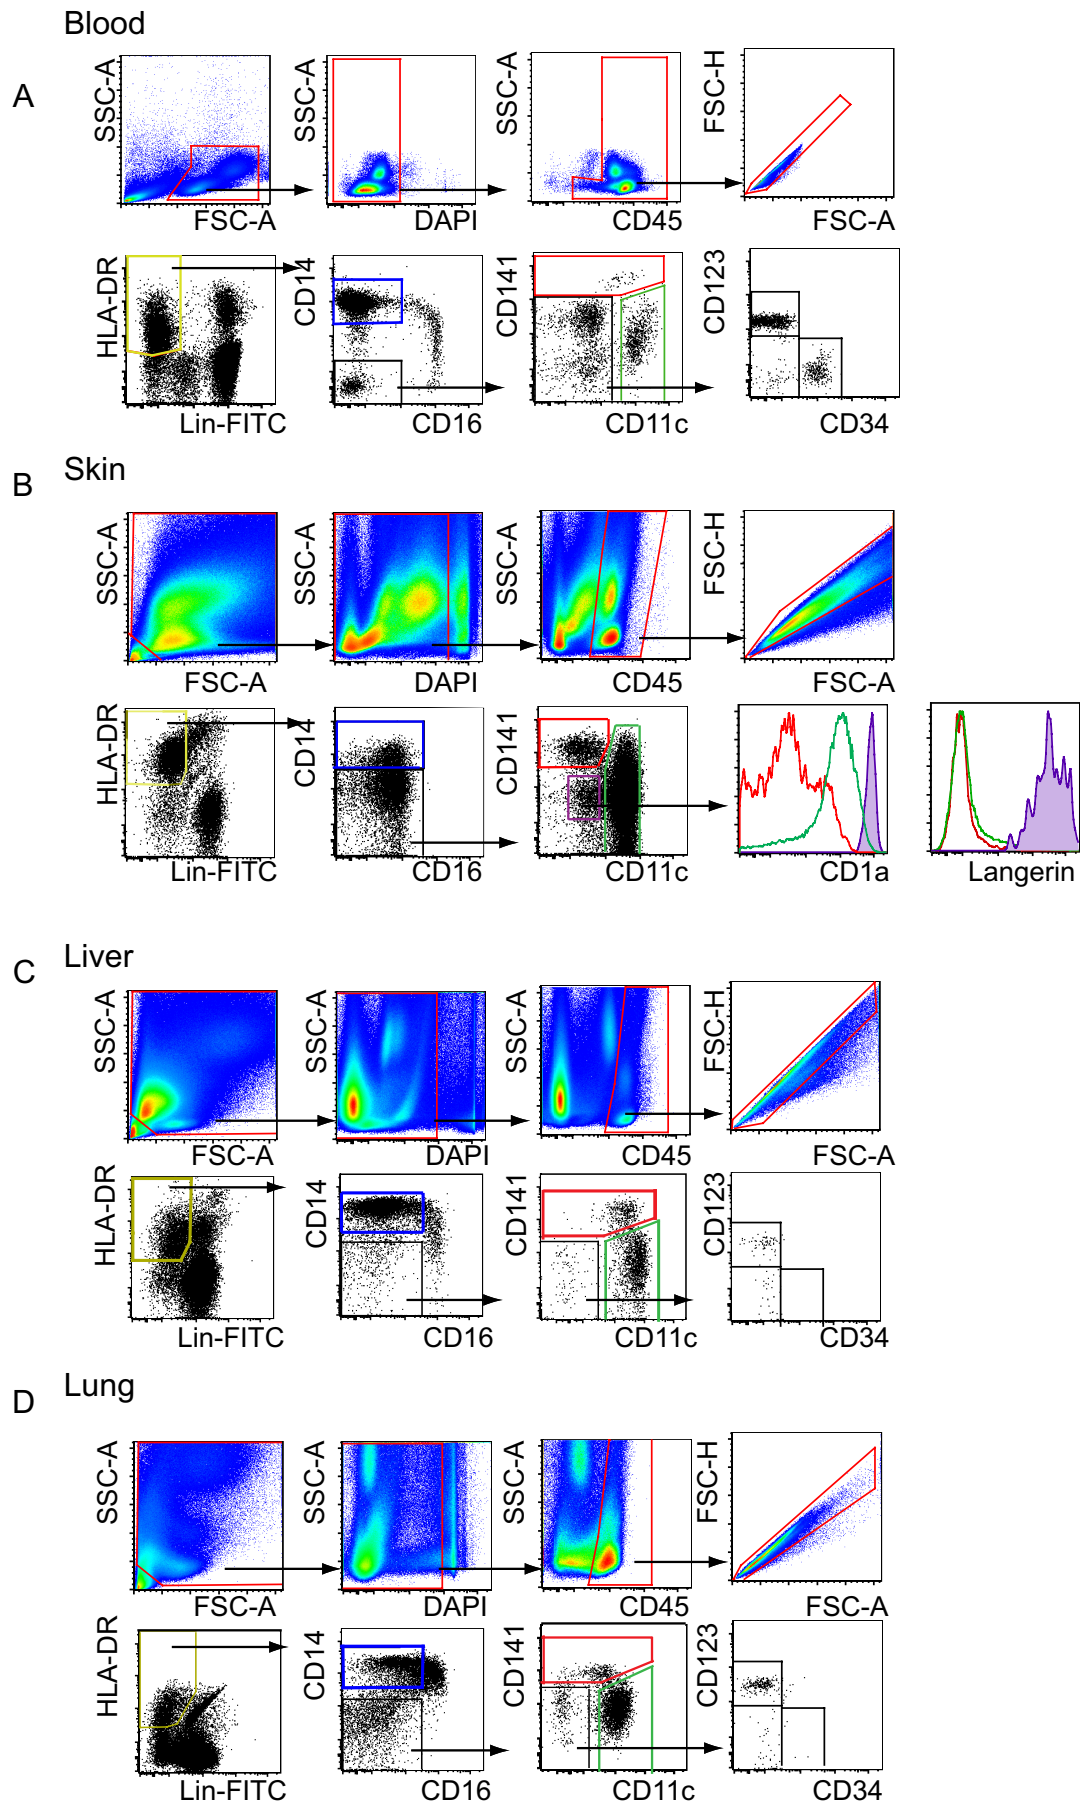 Blood
A
SSC-A
FSC-A
SSC-A
DAPI
SSC-A
CD45
FSC-H
FSC-A
HLA-DR
Lin-FITC
CD14
CD16
CD141
CD11c
CD123
CD34
B
Skin
SSC-A
FSC-A
SSC-A
DAPI
SSC-A
CD45
FSC-H
FSC-A
HLA-DR
Lin-FITC
CD14
CD16
CD141
CD11c
CD1a
Langerin
C
Liver
SSC-A
FSC-A
SSC-A
DAPI
SSC-A
CD45
FSC-H
FSC-A
HLA-DR
Lin-FITC
CD14
CD16
CD141
CD11c
CD123
CD34
D
Lung
SSC-A
FSC-A
SSC-A
DAPI
SSC-A
CD45
FSC-H
FSC-A
HLA-DR
Lin-FITC
CD14
CD16
CD141
CD11c
CD123
CD34